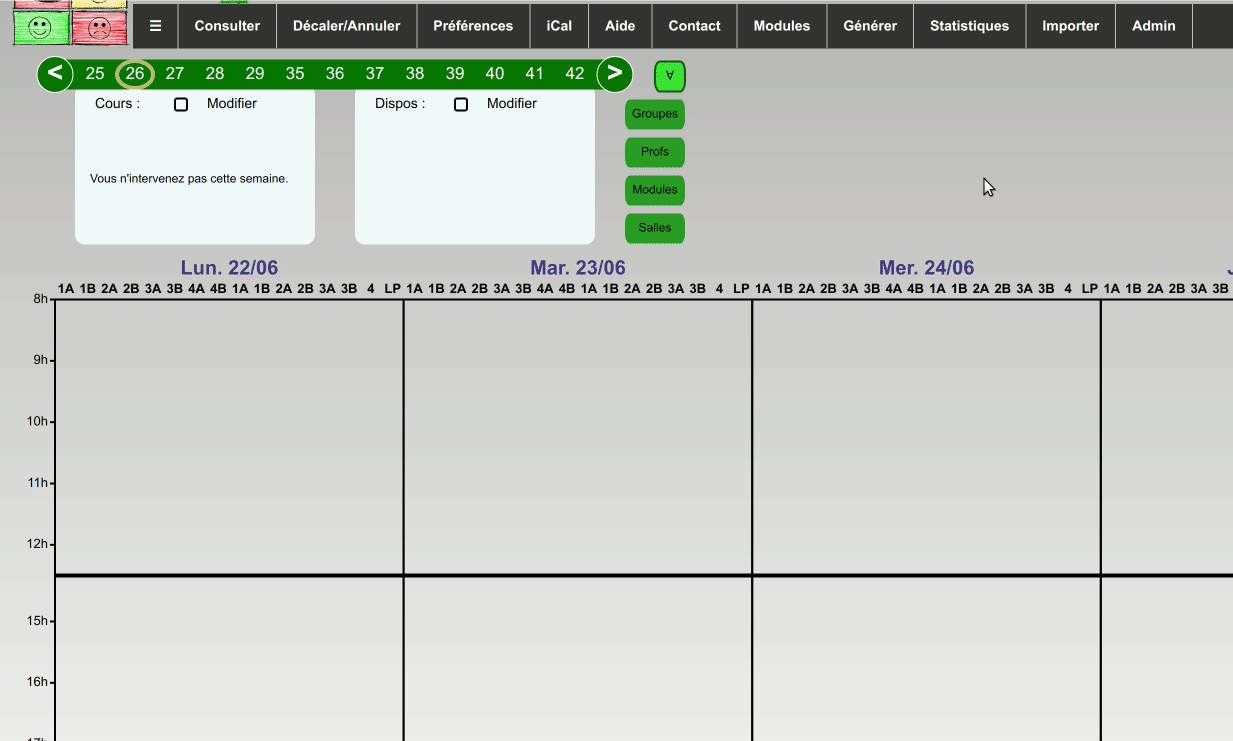 ☰ Consulter Décaler/Annuler Préférences iCal Aide Contact Modules Générer Statistiques Importer Admin
< 25 26 27 28 29 35 36 37 38 39 40 41 42 > ∀
Cours : Modifier Dispos : Modifier
Groupes
Profs
Vous n'intervenez pas cette semaine.
Modules
Salles
Lun. 22/06 Mar. 23/06 Mer. 24/06
1A 1B 2A 2B 3A 3B 4A 4B 1A 1B 2A 2B 3A 3B 4 LP 1A 1B 2A 2B 3A 3B 4A 4B 1A 1B 2A 2B 3A 3B 4 LP 1A 1B 2A 2B 3A 3B 4A 4B 1A 1B 2A 2B 3A 3B 4 LP 1A 1B 2A 2B 3A 3B
8h
9h
10h
11h
12h
15h
16h
17h